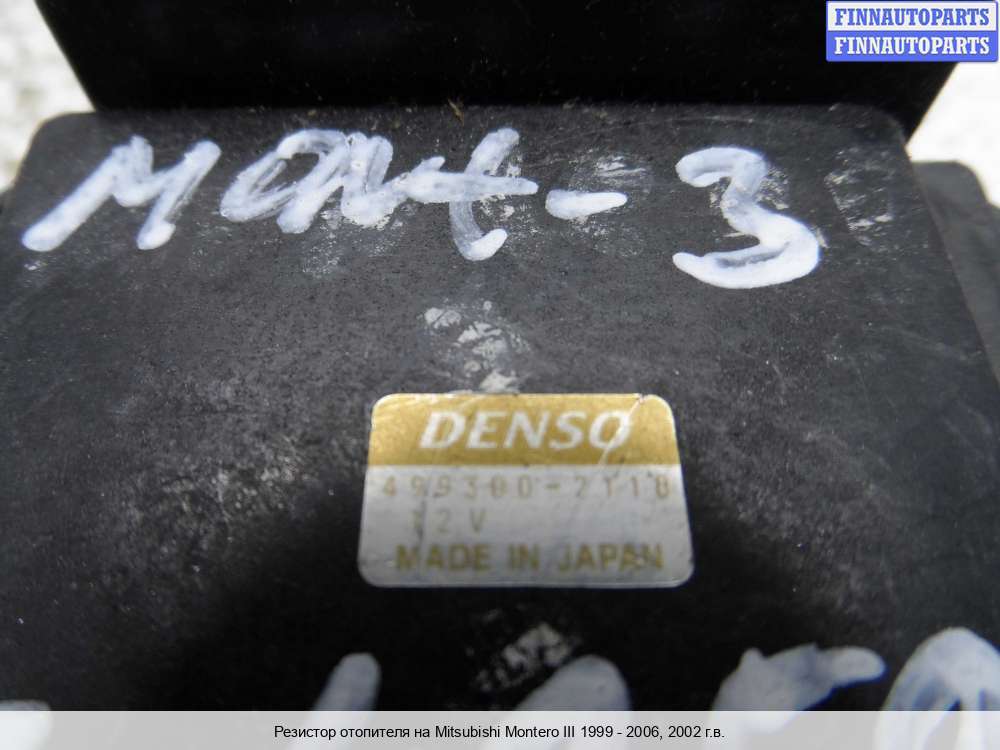 FINNAUTOPARTS
FINNAUTOPARTS
MONt-3
DENSO
499300-2110
12V
MADE IN JAPAN
Резистор отопителя на Mitsubishi Montero III 1999 - 2006, 2002 г.в.